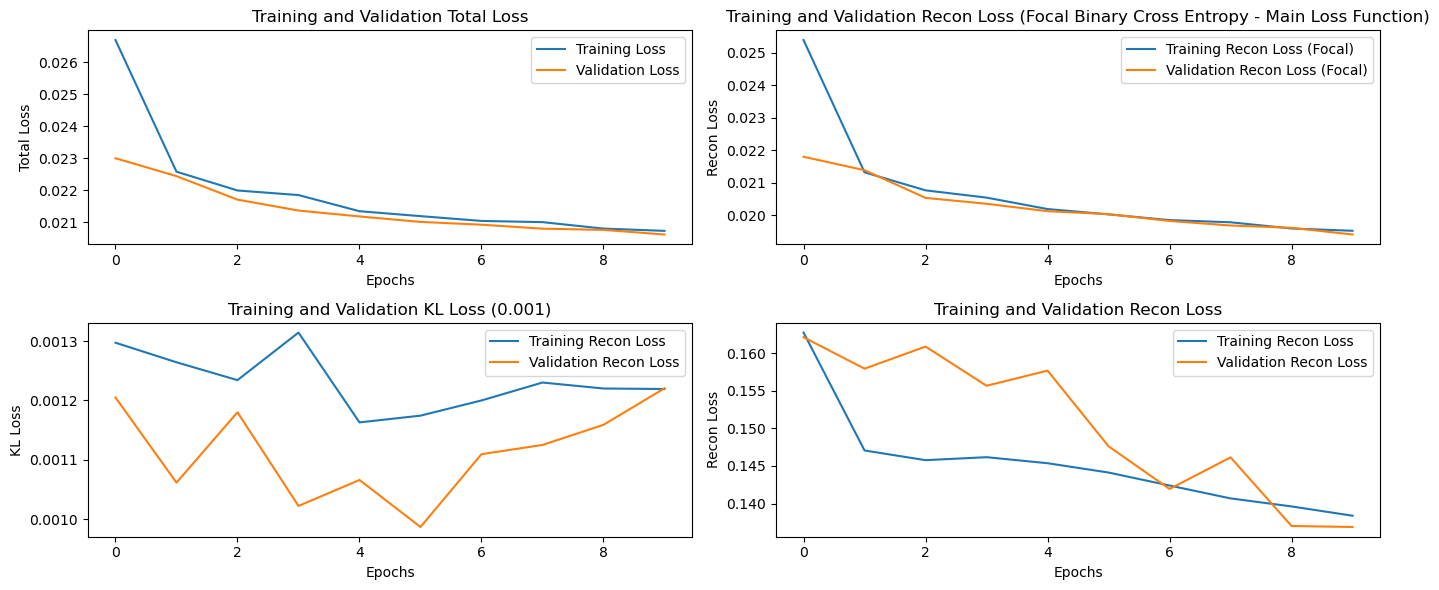 Training and Validation Total Loss
Total Loss
0.026
0.025
0.024
0.023
0.022
0.021
Training Loss
Validation Loss
0 2 4 6 8
Epochs
Training and Validation Recon Loss (Focal Binary Cross Entropy - Main Loss Function)
Recon Loss
0.025
0.024
0.023
0.022
0.021
0.020
Training Recon Loss (Focal)
Validation Recon Loss (Focal)
0 2 4 6 8
Epochs
Training and Validation KL Loss (0.001)
KL Loss
0.0013
0.0012
0.0011
0.0010
Training Recon Loss
Validation Recon Loss
0 2 4 6 8
Epochs
Training and Validation Recon Loss
Recon Loss
0.160
0.155
0.150
0.145
0.140
Training Recon Loss
Validation Recon Loss
0 2 4 6 8
Epochs